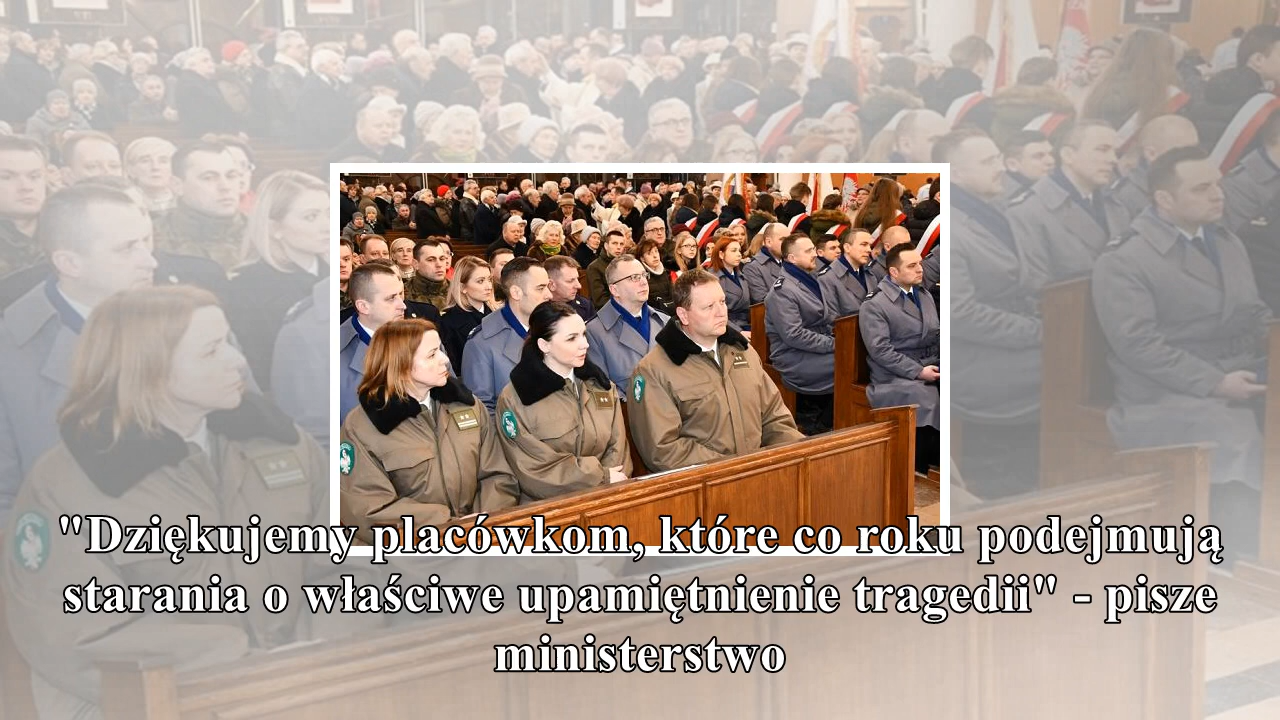 "Dziękujemy placówkom, które co roku podejmują
starania o właściwe upamiętnienie tragedii" - pisze
ministerstwo